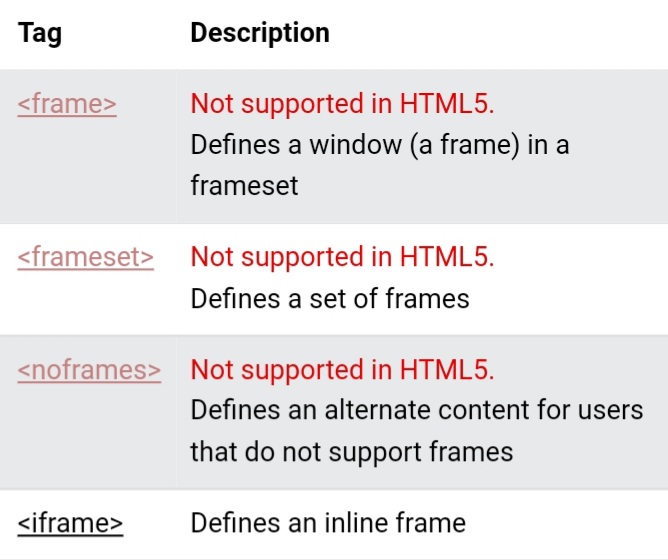 Tag Description
<frame> Not supported in HTML5.
Defines a window (a frame) in a
frameset
<frameset> Not supported in HTML5.
Defines a set of frames
<noframes> Not supported in HTML5.
Defines an alternate content for users
that do not support frames
<iframe> Defines an inline frame